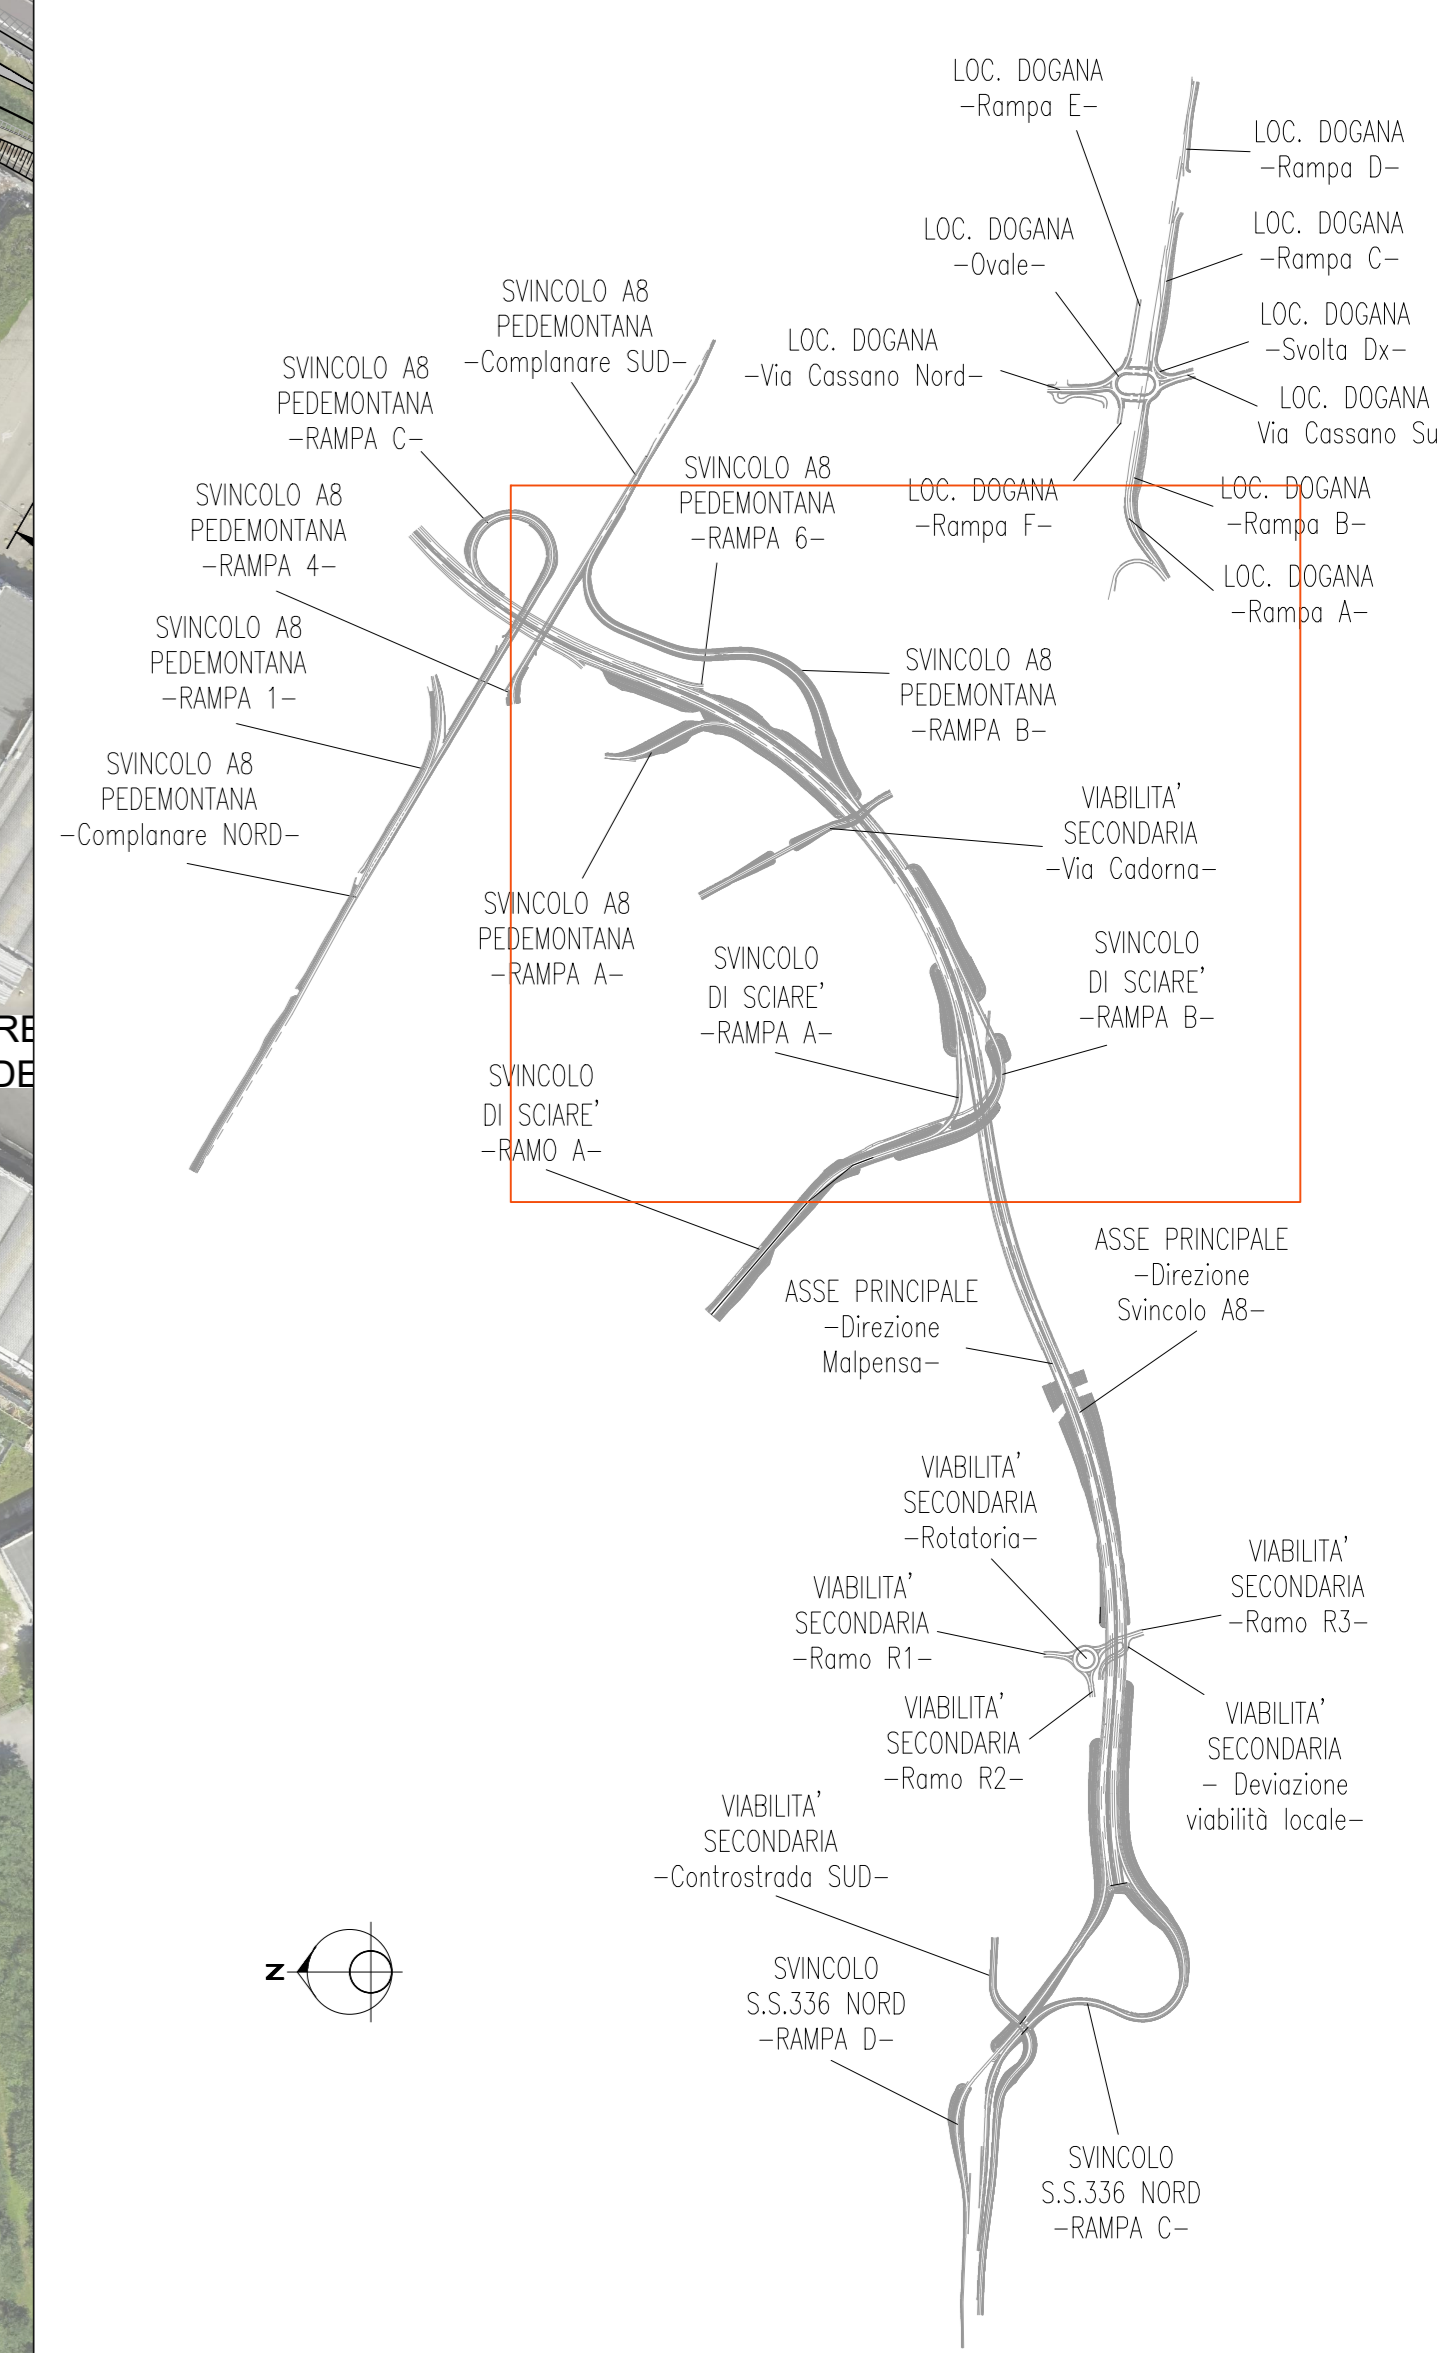 LOC. DOGANA
-Rampa E-
LOC. DOGANA
-Rampa D-
LOC. DOGANA
-Ovale-
LOC. DOGANA
-Rampa C-
SVINCOLO A8
PEDEMONTANA
-Complanare SUD-
LOC. DOGANA
-Svolta Dx-
LOC. DOGANA
-Via Cassano Nord-
SVINCOLO A8
PEDEMONTANA
-RAMPA C-
LOC. DOGANA
Via Cassano Su
SVINCOLO A8
PEDEMONTANA
-RAMPA 6-
LOC. DOGANA
-Rampa F-
LOC. DOGANA
-Rampa B-
SVINCOLO A8
PEDEMONTANA
-RAMPA 4-
LOC. DOGANA
-Rampa A-
SVINCOLO A8
PEDEMONTANA
-RAMPA 1-
SVINCOLO A8
PEDEMONTANA
-RAMPA B-
SVINCOLO A8
PEDEMONTANA
-Complanare NORD-
VIABILITA'
SECONDARIA
-Via Cadorna-
SVINCOLO A8
PEDEMONTANA
-RAMPA A-
SVINCOLO
DI SCIARE'
-RAMPA A-
SVINCOLO
DI SCIARE'
-RAMPA B-
RE
DE
SVINCOLO
DI SCIARE'
-RAMO A-
ASSE PRINCIPALE
-Direzione
Svincolo A8-
ASSE PRINCIPALE
-Direzione
Malpensa-
VIABILITA'
SECONDARIA
-Rotatoria-
VIABILITA'
SECONDARIA
-Ramo R3-
VIABILITA'
SECONDARIA
-Ramo R1-
VIABILITA'
SECONDARIA
-Ramo R2-
VIABILITA'
SECONDARIA
- Deviazione
viabilità locale-
VIABILITA'
SECONDARIA
-Controstrada SUD-
Z
SVINCOLO
S.S.336 NORD
-RAMPA D-
SVINCOLO
S.S.336 NORD
-RAMPA C-